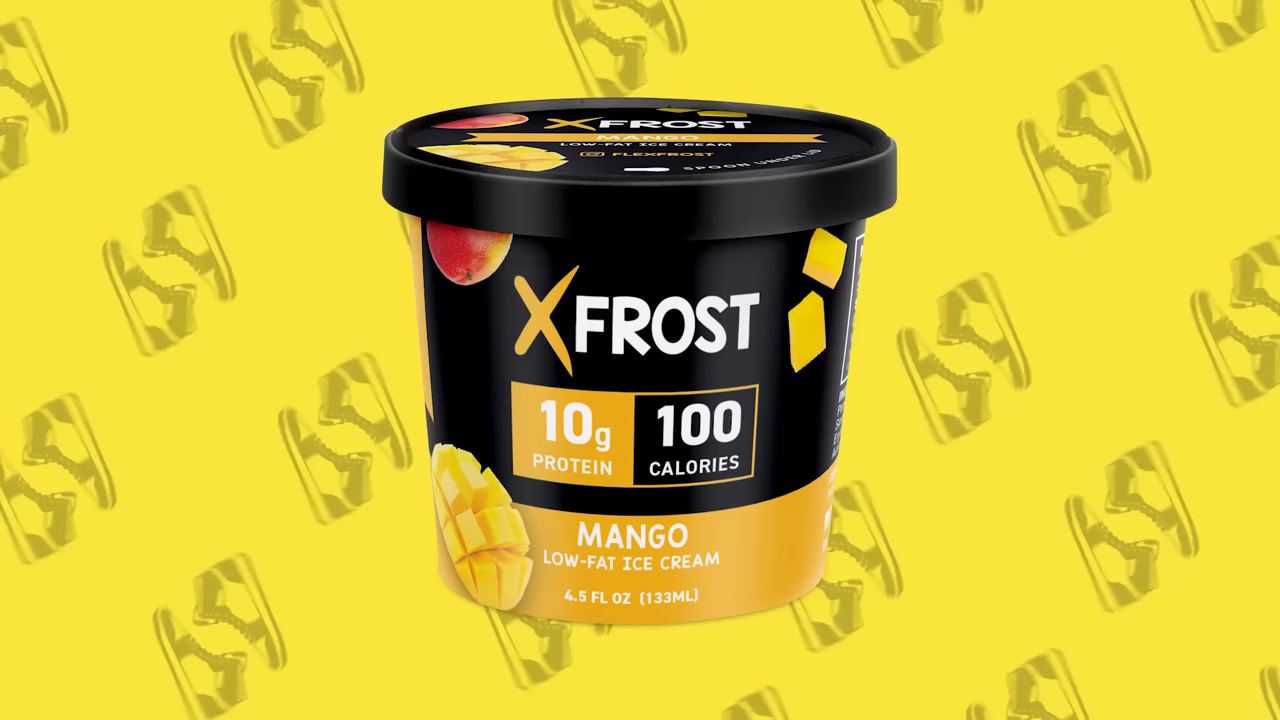 XFROST
MANGO
LOW-FAT ICE CREAM
FLEXFROST
SPOON UNDER LID
XFROST
10g
PROTEIN
100
CALORIES
MANGO
LOW-FAT ICE CREAM
4.5 FL OZ (133ML)